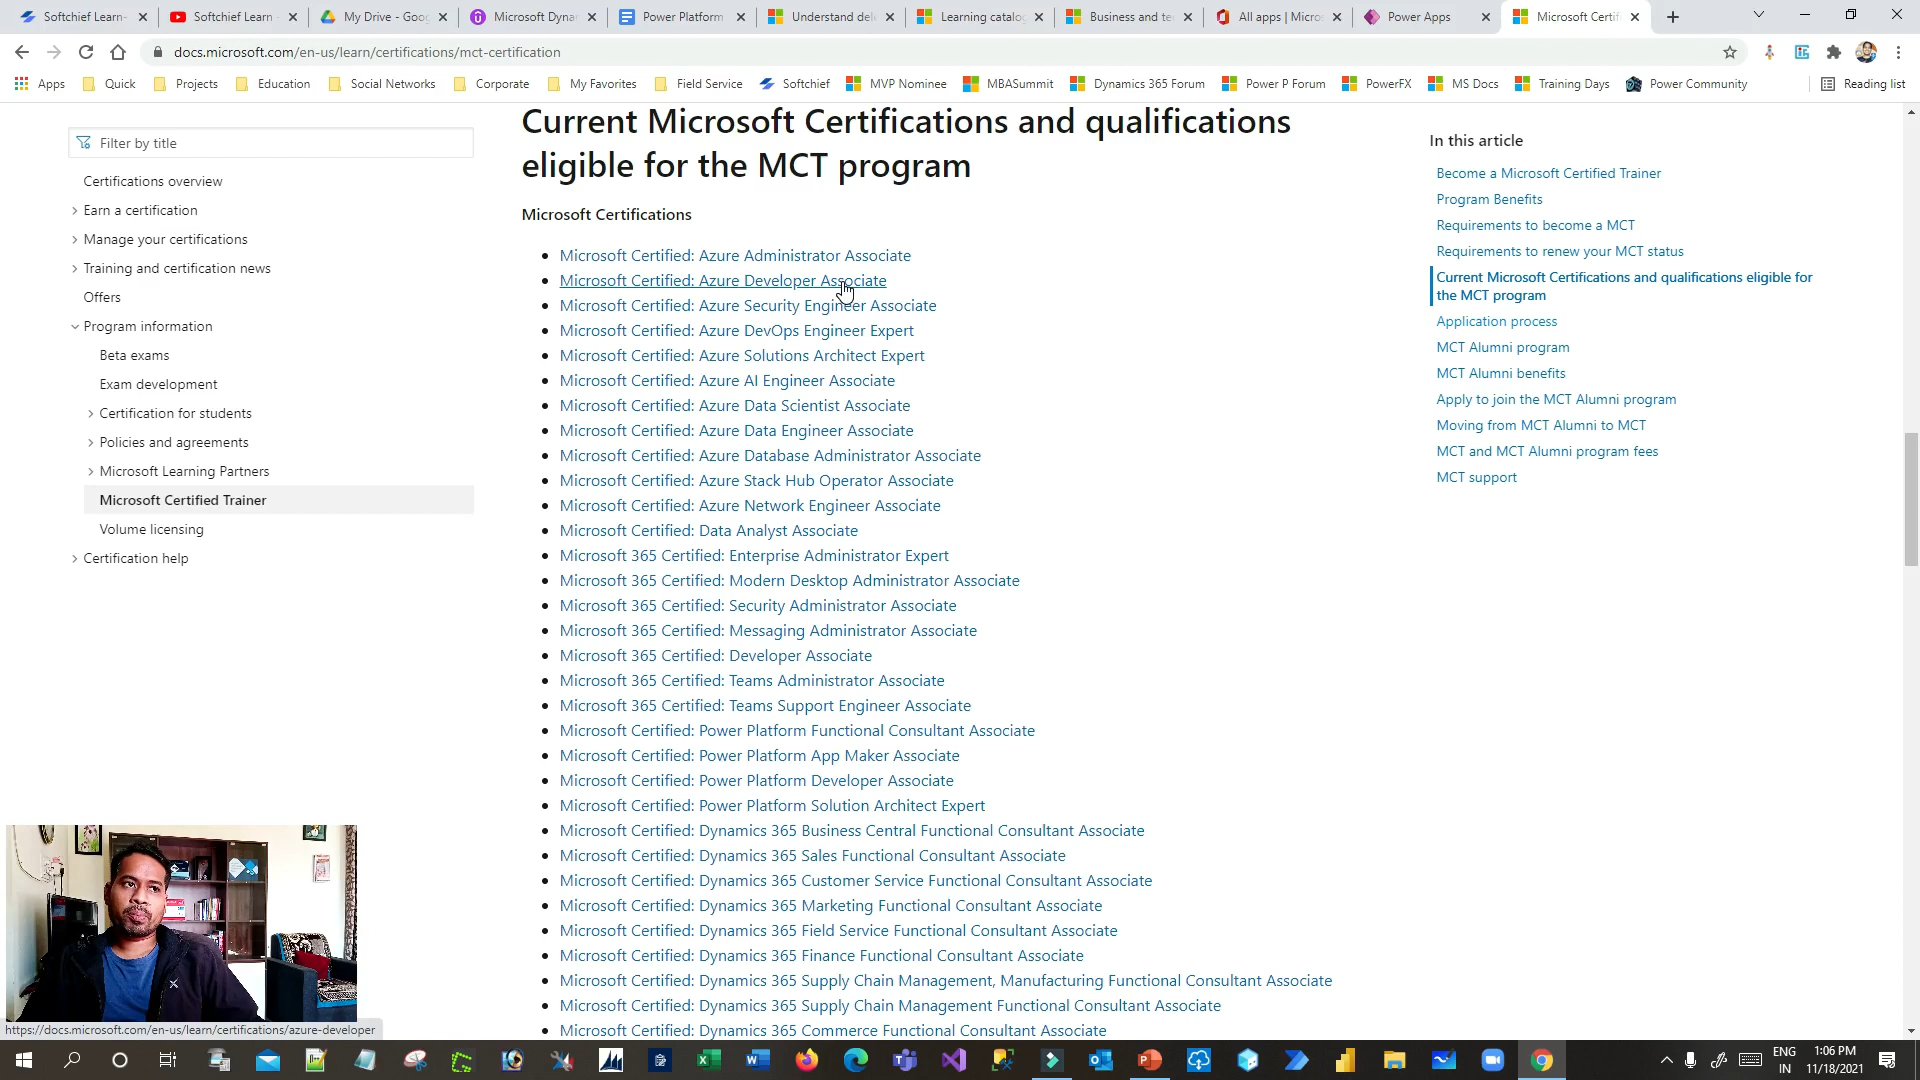 Softchief Learn-
Softchief Learn
My Drive - Goo
Microsoft Dyna
Power Platform
Understand del
Learning catalog
Business and te
All apps | Micros
Power Apps
Microsoft Certif
docs.microsoft.com/en-us/learn/certifications/mct-certification
Apps
Quick
Projects
Education
Social Networks
Corporate
My Favorites
Field Service
Softchief
MVP Nominee
MBASummit
Dynamics 365 Forum
Power P Forum
PowerFX
MS Docs
Training Days
Power Community
Reading list
Filter by title
Certifications overview
Earn a certification
Manage your certifications
Training and certification news
Offers
Program information
Beta exams
Exam development
Certification for students
Policies and agreements
Microsoft Learning Partners
Microsoft Certified Trainer
Volume licensing
Certification help
Current Microsoft Certifications and qualifications
eligible for the MCT program
Microsoft Certifications
Microsoft Certified: Azure Administrator Associate
Microsoft Certified: Azure Developer Associate
Microsoft Certified: Azure Security Engineer Associate
Microsoft Certified: Azure DevOps Engineer Expert
Microsoft Certified: Azure Solutions Architect Expert
Microsoft Certified: Azure AI Engineer Associate
Microsoft Certified: Azure Data Scientist Associate
Microsoft Certified: Azure Data Engineer Associate
Microsoft Certified: Azure Database Administrator Associate
Microsoft Certified: Azure Stack Hub Operator Associate
Microsoft Certified: Azure Network Engineer Associate
Microsoft Certified: Data Analyst Associate
Microsoft 365 Certified: Enterprise Administrator Expert
Microsoft 365 Certified: Modern Desktop Administrator Associate
Microsoft 365 Certified: Security Administrator Associate
Microsoft 365 Certified: Messaging Administrator Associate
Microsoft 365 Certified: Developer Associate
Microsoft 365 Certified: Teams Administrator Associate
Microsoft 365 Certified: Teams Support Engineer Associate
Microsoft Certified: Power Platform Functional Consultant Associate
Microsoft Certified: Power Platform App Maker Associate
Microsoft Certified: Power Platform Developer Associate
Microsoft Certified: Power Platform Solution Architect Expert
Microsoft Certified: Dynamics 365 Business Central Functional Consultant Associate
Microsoft Certified: Dynamics 365 Sales Functional Consultant Associate
Microsoft Certified: Dynamics 365 Customer Service Functional Consultant Associate
Microsoft Certified: Dynamics 365 Marketing Functional Consultant Associate
Microsoft Certified: Dynamics 365 Field Service Functional Consultant Associate
Microsoft Certified: Dynamics 365 Finance Functional Consultant Associate
Microsoft Certified: Dynamics 365 Supply Chain Management, Manufacturing Functional Consultant Associate
Microsoft Certified: Dynamics 365 Supply Chain Management Functional Consultant Associate
Microsoft Certified: Dynamics 365 Commerce Functional Consultant Associate
In this article
Become a Microsoft Certified Trainer
Program Benefits
Requirements to become a MCT
Requirements to renew your MCT status
Current Microsoft Certifications and qualifications eligible for
the MCT program
Application process
MCT Alumni program
MCT Alumni benefits
Apply to join the MCT Alumni program
Moving from MCT Alumni to MCT
MCT and MCT Alumni program fees
MCT support
https://docs.microsoft.com/en-us/learn/certifications/azure-developer
ENG
IN
1:06 PM
11/18/2021